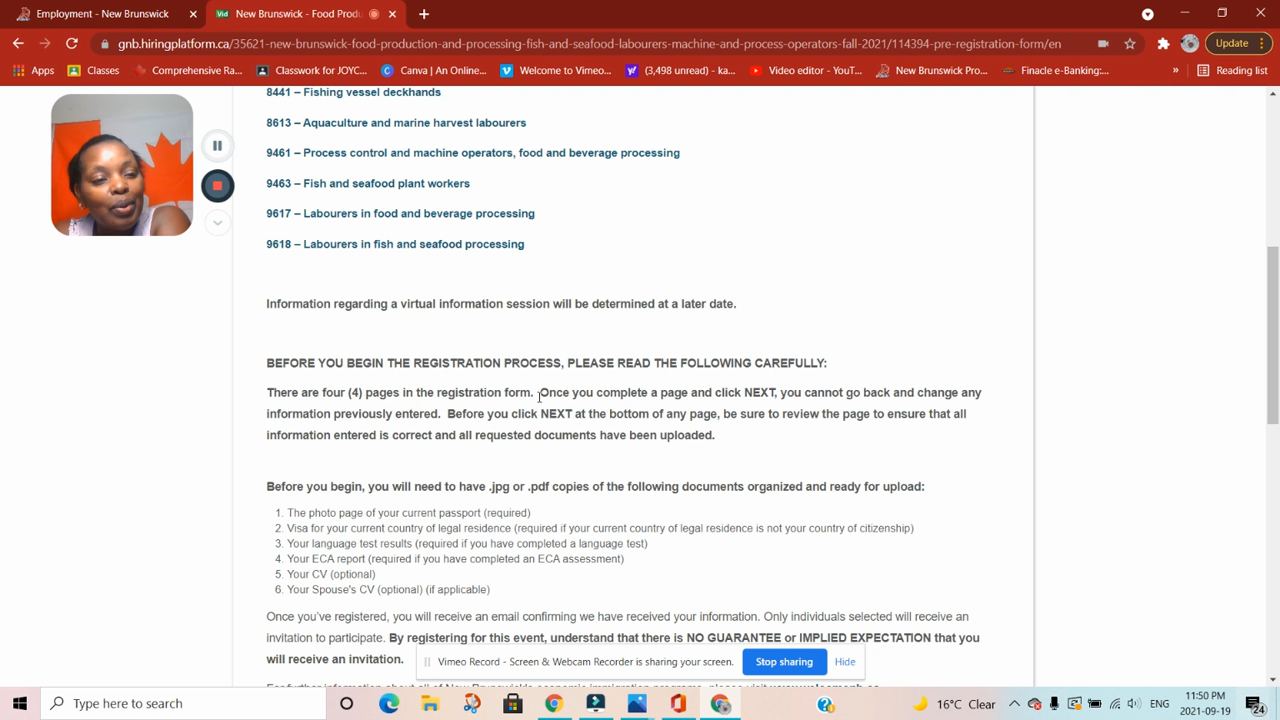 Employment - New Brunswick
New Brunswick - Food Produ
gnb.hiringplatform.ca/35621-new-brunswick-food-production-and-processing-fish-and-seafood-labourers-machine-and-process-operators-fall-2021/114394-pre-registration-form/en
Update
Apps
Classes
Comprehensive Ra...
Classwork for JOYC...
Canva | An Online...
Welcome to Vimeo...
(3,498 unread) - ka...
Video editor - YouT...
New Brunswick Pro...
Finacle e-Banking:...
»
Reading list
8441 – Fishing vessel deckhands
8613 – Aquaculture and marine harvest labourers
9461 – Process control and machine operators, food and beverage processing
9463 – Fish and seafood plant workers
9617 – Labourers in food and beverage processing
9618 – Labourers in fish and seafood processing
Information regarding a virtual information session will be determined at a later date.
BEFORE YOU BEGIN THE REGISTRATION PROCESS, PLEASE READ THE FOLLOWING CAREFULLY:
There are four (4) pages in the registration form. Once you complete a page and click NEXT, you cannot go back and change any
information previously entered. Before you click NEXT at the bottom of any page, be sure to review the page to ensure that all
information entered is correct and all requested documents have been uploaded.
Before you begin, you will need to have .jpg or .pdf copies of the following documents organized and ready for upload:
1. The photo page of your current passport (required)
2. Visa for your current country of legal residence (required if your current country of legal residence is not your country of citizenship)
3. Your language test results (required if you have completed a language test)
4. Your ECA report (required if you have completed an ECA assessment)
5. Your CV (optional)
6. Your Spouse's CV (optional) (if applicable)
Once you've registered, you will receive an email confirming we have received your information. Only individuals selected will receive an
invitation to participate. By registering for this event, understand that there is NO GUARANTEE or IMPLIED EXPECTATION that you
will receive an invitation.
Vimeo Record - Screen & Webcam Recorder is sharing your screen.
Stop sharing
Hide
Type here to search
16°C Clear
ENG
11:50 PM
2021-09-19
24